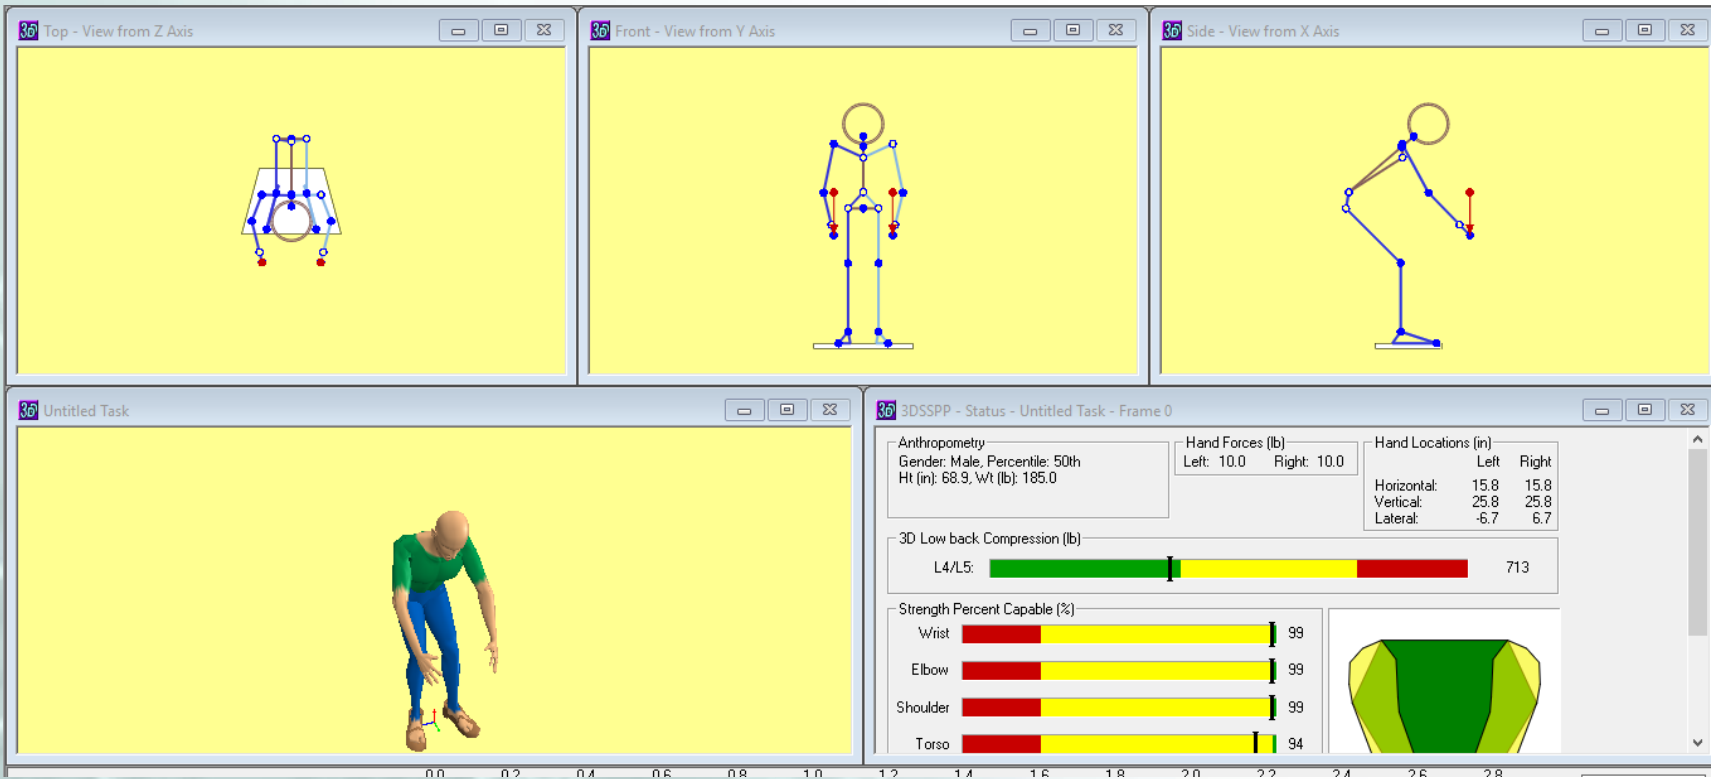 3D Top - View from Z Axis
3D Front - View from Y Axis
3D Side - View from X Axis
3D Untitled Task
3D 3DSSPP - Status - Untitled Task - Frame 0
Anthropometry
Gender: Male, Percentile: 50th
Ht (in): 68.9, Wt (lb): 185.0
Hand Forces (lb)
Left: 10.0 Right: 10.0
Hand Locations (in)
Left Right
Horizontal: 15.8 15.8
Vertical: 25.8 25.8
Lateral: -6.7 6.7
3D Low back Compression (lb)
L4/L5: 713
Strength Percent Capable (%)
Wrist 99
Elbow 99
Shoulder 99
Torso 94
0.0 0.2 0.4 0.6 0.8 1.0 1.2 1.4 1.6 1.8 2.0 2.2 2.4 2.6 2.8